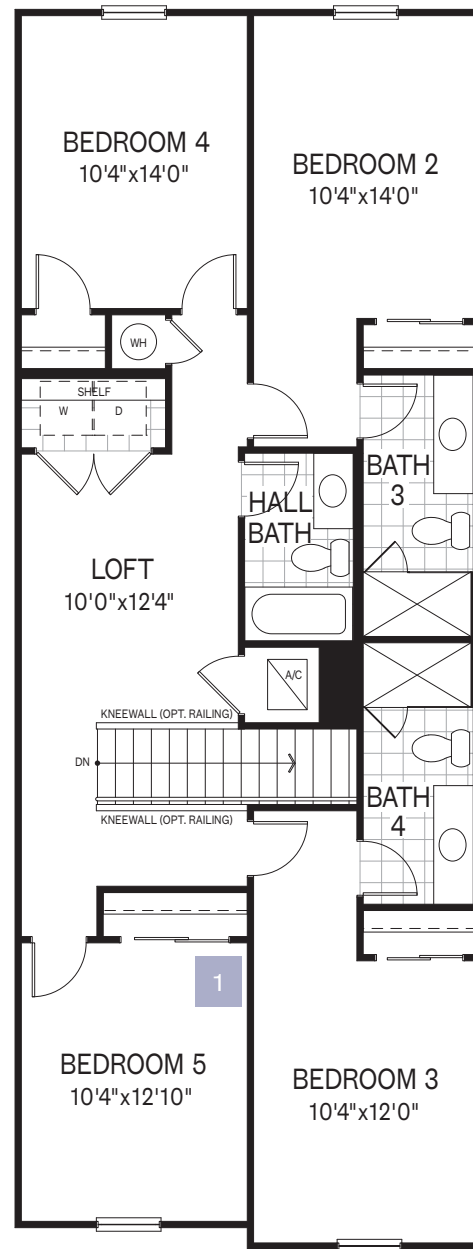 BEDROOM 4
10'4"x14'0"
BEDROOM 2
10'4"x14'0"
WH
SHELF
W D
BATH
3
HALL
BATH
LOFT
10'0"x12'4"
A/C
KNEEWALL (OPT. RAILING)
DN
KNEEWALL (OPT. RAILING)
BATH
4
1
BEDROOM 5
10'4"x12'10"
BEDROOM 3
10'4"x12'0"